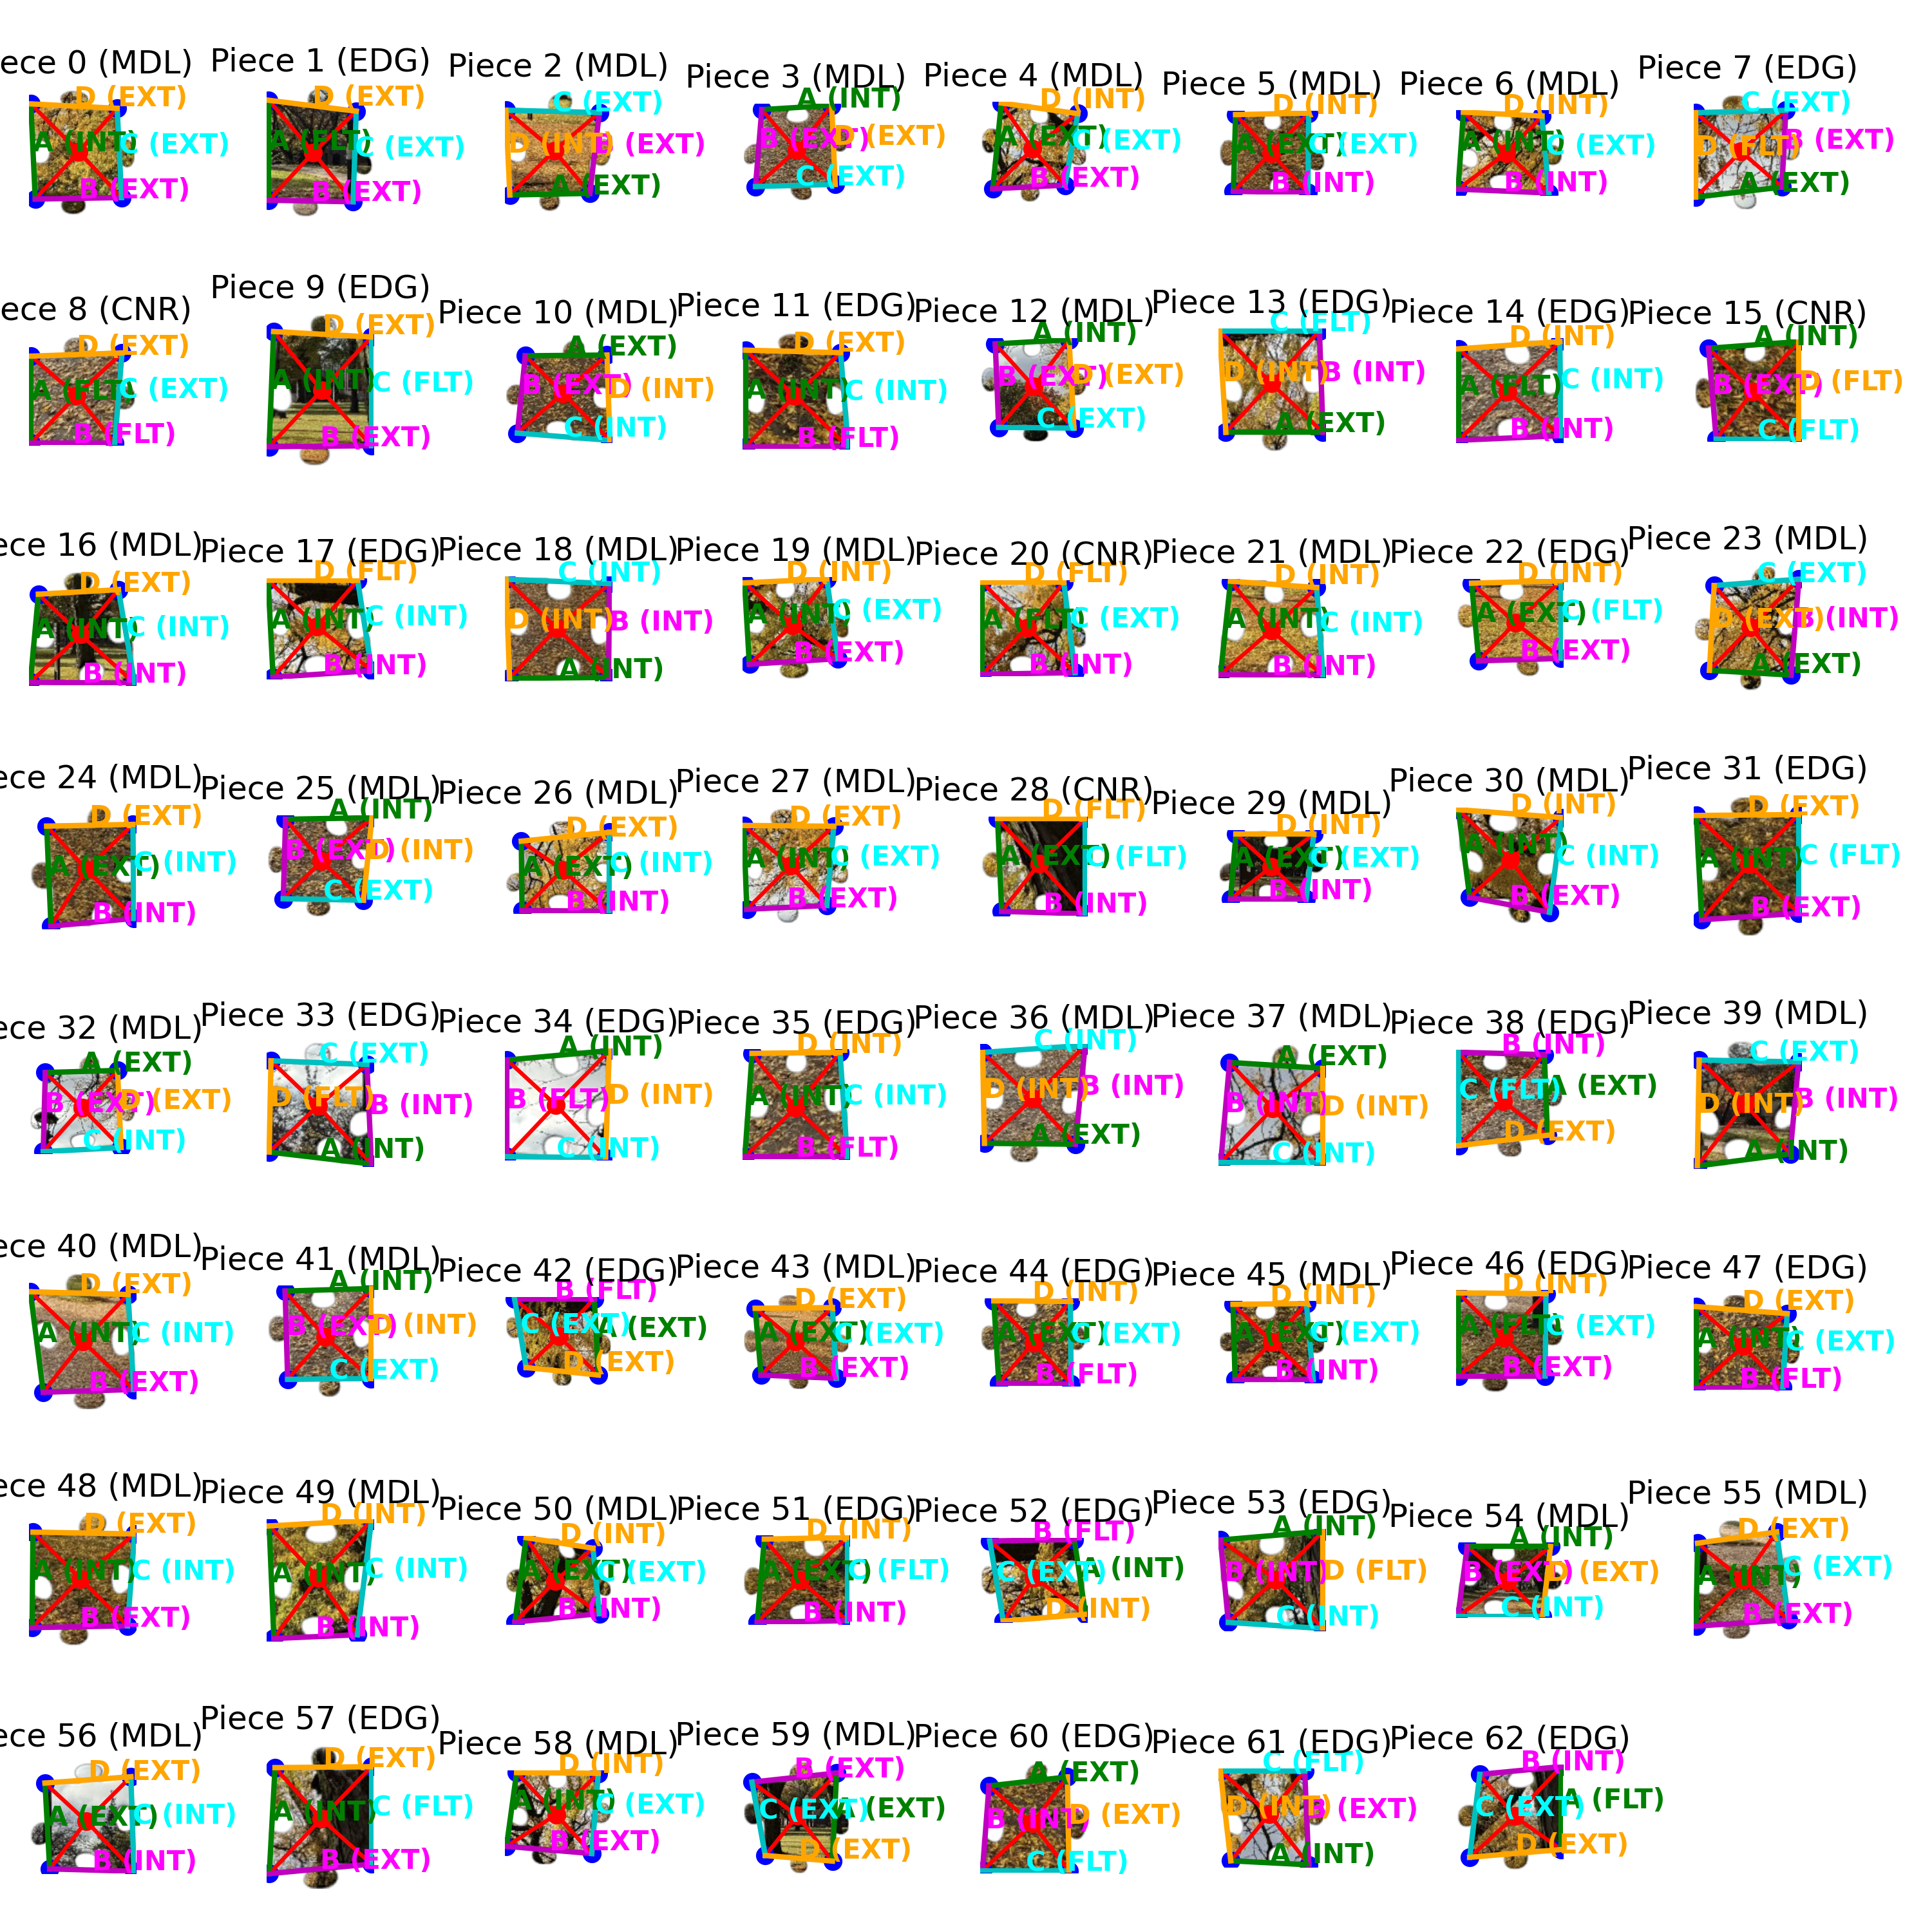 ece 0 (MDL) Piece 1 (EDG) Piece 2 (MDL) Piece 3 (MDL) Piece 4 (MDL) Piece 5 (MDL) Piece 6 (MDL) Piece 7 (EDG)
D (EXT) D (EXT) C (EXT) A (INT) D (INT) D (INT) D (INT) C (EXT)
A (INT) C (EXT) A (FLT) C (EXT) D (INT) B (EXT) B (EXT) D (EXT) A (EXT) C (EXT) A (EXT) C (EXT) A (INT) C (EXT) D (FLT) B (EXT)
B (EXT) B (EXT) A (EXT) C (EXT) B (EXT) B (INT) B (INT) A (EXT)
ece 8 (CNR) Piece 9 (EDG) Piece 10 (MDL) Piece 11 (EDG) Piece 12 (MDL) Piece 13 (EDG) Piece 14 (EDG) Piece 15 (CNR)
D (EXT) D (EXT) A (EXT) D (EXT) A (INT) C (FLT) D (INT) A (INT)
A (FLT) C (EXT) A (INT) C (FLT) B (EXT) D (INT) A (INT) C (INT) B (EXT) D (EXT) D (INT) B (INT) A (FLT) C (INT) B (EXT) D (FLT)
B (FLT) B (EXT) C (INT) B (FLT) C (EXT) A (EXT) B (INT) C (FLT)
ece 16 (MDL) Piece 17 (EDG) Piece 18 (MDL) Piece 19 (MDL) Piece 20 (CNR) Piece 21 (MDL) Piece 22 (EDG) Piece 23 (MDL)
D (EXT) D (FLT) C (INT) D (INT) D (FLT) D (INT) D (INT) C (EXT)
A (INT) C (INT) A (INT) C (INT) D (INT) B (INT) A (INT) C (EXT) A (FLT) C (EXT) A (INT) C (INT) A (EXT) C (FLT) D (EXT) B (INT)
B (INT) B (INT) A (INT) B (EXT) B (INT) B (INT) B (EXT) A (EXT)
ece 24 (MDL) Piece 25 (MDL) Piece 26 (MDL) Piece 27 (MDL) Piece 28 (CNR) Piece 29 (MDL) Piece 30 (MDL) Piece 31 (EDG)
D (EXT) A (INT) D (EXT) D (EXT) D (FLT) D (INT) D (INT) D (EXT)
A (EXT) C (INT) B (EXT) D (INT) A (EXT) C (INT) A (INT) C (EXT) A (EXT) C (FLT) A (EXT) C (EXT) A (INT) C (INT) A (INT) C (FLT)
B (INT) C (EXT) B (INT) B (EXT) B (INT) B (INT) B (EXT) B (EXT)
ece 32 (MDL) Piece 33 (EDG) Piece 34 (EDG) Piece 35 (EDG) Piece 36 (MDL) Piece 37 (MDL) Piece 38 (EDG) Piece 39 (MDL)
A (EXT) C (EXT) A (INT) D (INT) C (INT) A (EXT) B (INT) C (EXT)
B (EXT) D (EXT) D (FLT) B (INT) B (FLT) D (INT) A (INT) C (INT) D (INT) B (INT) B (INT) D (INT) C (FLT) A (EXT) D (INT) B (INT)
C (INT) A (INT) C (INT) B (FLT) A (EXT) C (INT) D (EXT) A (INT)
ece 40 (MDL) Piece 41 (MDL) Piece 42 (EDG) Piece 43 (MDL) Piece 44 (EDG) Piece 45 (MDL) Piece 46 (EDG) Piece 47 (EDG)
D (EXT) A (INT) B (FLT) D (EXT) D (INT) D (INT) D (INT) D (EXT)
A (INT) C (INT) B (EXT) D (INT) C (EXT) A (EXT) A (EXT) C (EXT) A (EXT) C (EXT) A (EXT) C (EXT) A (FLT) C (EXT) A (INT) C (EXT)
B (EXT) C (EXT) D (EXT) B (EXT) B (FLT) B (INT) B (EXT) B (FLT)
ece 48 (MDL) Piece 49 (MDL) Piece 50 (MDL) Piece 51 (EDG) Piece 52 (EDG) Piece 53 (EDG) Piece 54 (MDL) Piece 55 (MDL)
D (EXT) D (INT) D (INT) D (INT) B (FLT) A (INT) A (INT) D (EXT)
A (INT) C (INT) A (INT) C (INT) A (EXT) C (EXT) A (EXT) C (FLT) C (EXT) A (INT) B (INT) D (FLT) B (EXT) D (EXT) A (INT) C (EXT)
B (EXT) B (INT) B (INT) B (INT) D (INT) C (INT) C (INT) B (EXT)
ece 56 (MDL) Piece 57 (EDG) Piece 58 (MDL) Piece 59 (MDL) Piece 60 (EDG) Piece 61 (EDG) Piece 62 (EDG)
D (EXT) D (EXT) D (INT) B (EXT) A (EXT) C (FLT) B (INT)
A (EXT) C (INT) A (INT) C (FLT) A (INT) C (EXT) C (EXT) A (EXT) B (INT) D (EXT) D (INT) B (EXT) C (EXT) A (FLT)
B (INT) B (EXT) B (EXT) D (EXT) C (FLT) A (INT) D (EXT)